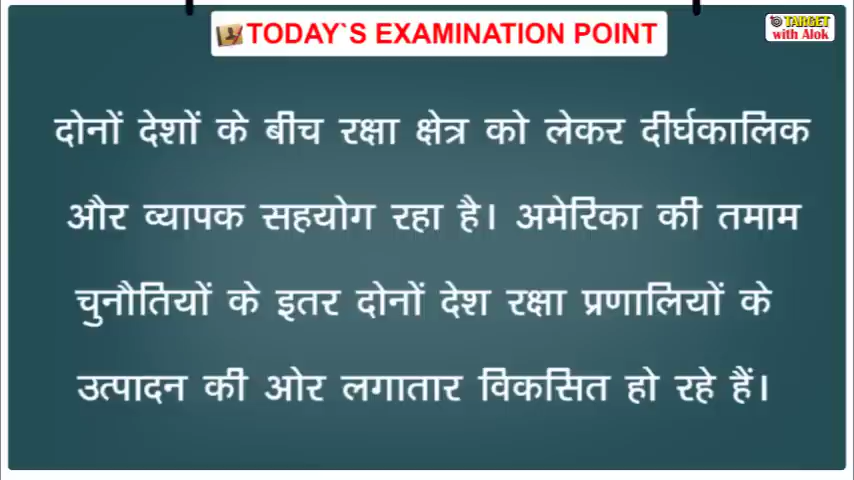 TODAY`S EXAMINATION POINT
TARGET
with Alok
दोनों देशों के बीच रक्षा क्षेत्र को लेकर दीर्घकालिक
और व्यापक सहयोग रहा है। अमेरिका की तमाम
चुनौतियों के इतर दोनों देश रक्षा प्रणालियों के
उत्पादन की ओर लगातार विकसित हो रहे हैं।